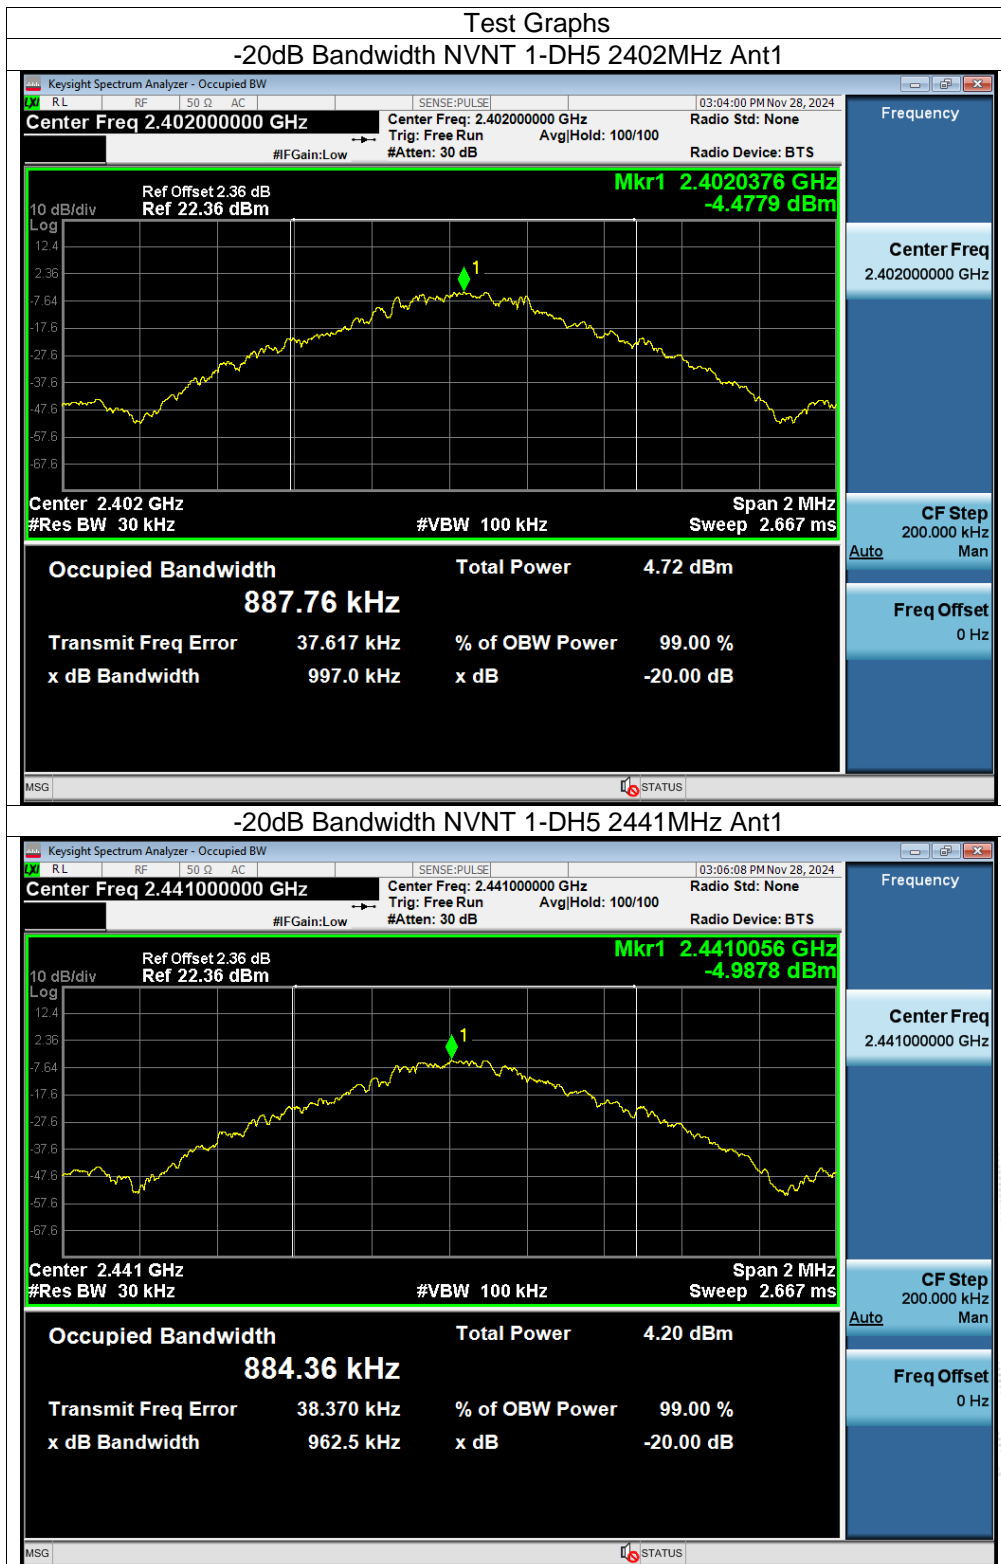 Test Graphs
-20dB Bandwidth NVNT 1-DH5 2402MHz Ant1
Keysight Spectrum Analyzer - Occupied BW
LXI RL RF 50 Ω AC SENSE:PULSE 03:04:00 PM Nov 28, 2024
Center Freq 2.402000000 GHz Center Freq: 2.402000000 GHz Radio Std: None Frequency
Trig: Free Run Avg|Hold: 100/100
#IFGain:Low #Atten: 30 dB Radio Device: BTS
Mkr1 2.4020376 GHz
Ref Offset 2.36 dB
10 dB/div Ref 22.36 dBm -4.4779 dBm
Log
12.4
2.36
-7.64
-17.6
-27.6
-37.6
-47.6
-57.6
-67.6
1
Center Freq
2.402000000 GHz
Center 2.402 GHz Span 2 MHz
#Res BW 30 kHz #VBW 100 kHz Sweep 2.667 ms
CF Step
200.000 kHz
Auto Man
Occupied Bandwidth Total Power 4.72 dBm
887.76 kHz
Freq Offset
0 Hz
Transmit Freq Error 37.617 kHz % of OBW Power 99.00 %
x dB Bandwidth 997.0 kHz x dB -20.00 dB
MSG STATUS
-20dB Bandwidth NVNT 1-DH5 2441MHz Ant1
Keysight Spectrum Analyzer - Occupied BW
LXI RL RF 50 Ω AC SENSE:PULSE 03:06:08 PM Nov 28, 2024
Center Freq 2.441000000 GHz Center Freq: 2.441000000 GHz Radio Std: None Frequency
Trig: Free Run Avg|Hold: 100/100
#IFGain:Low #Atten: 30 dB Radio Device: BTS
Mkr1 2.4410056 GHz
Ref Offset 2.36 dB
10 dB/div Ref 22.36 dBm -4.9878 dBm
Log
12.4
2.36
-7.64
-17.6
-27.6
-37.6
-47.6
-57.6
-67.6
1
Center Freq
2.441000000 GHz
Center 2.441 GHz Span 2 MHz
#Res BW 30 kHz #VBW 100 kHz Sweep 2.667 ms
CF Step
200.000 kHz
Auto Man
Occupied Bandwidth Total Power 4.20 dBm
884.36 kHz
Freq Offset
0 Hz
Transmit Freq Error 38.370 kHz % of OBW Power 99.00 %
x dB Bandwidth 962.5 kHz x dB -20.00 dB
MSG STATUS